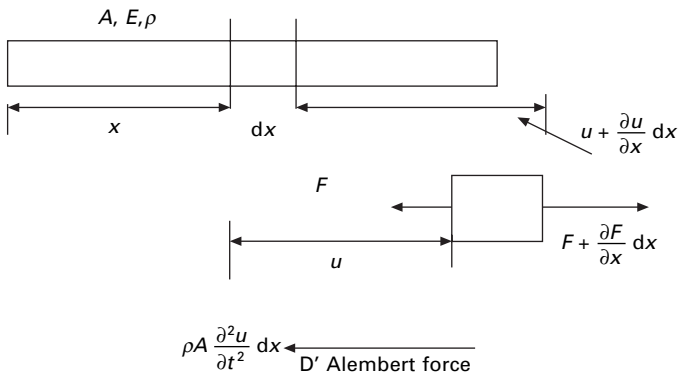 A, E, ρ
x
dx
u + ∂u/∂x dx
F
F + ∂F/∂x dx
u
ρA ∂²u/∂t² dx
D' Alembert force